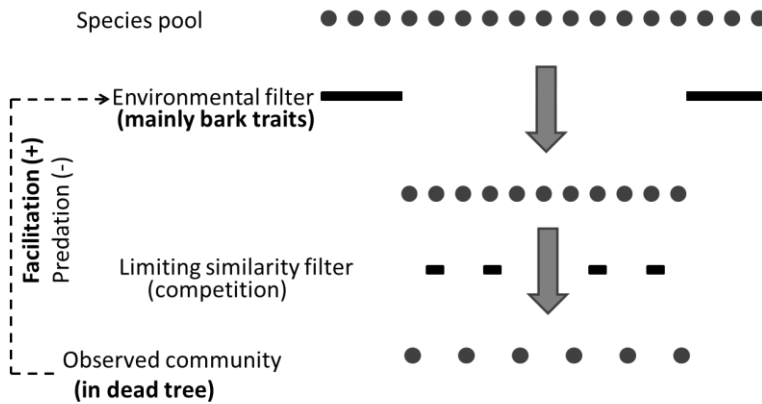 Species pool
Environmental filter
(mainly bark traits)
Facilitation (+)
Predation (-)
Limiting similarity filter
(competition)
Observed community
(in dead tree)